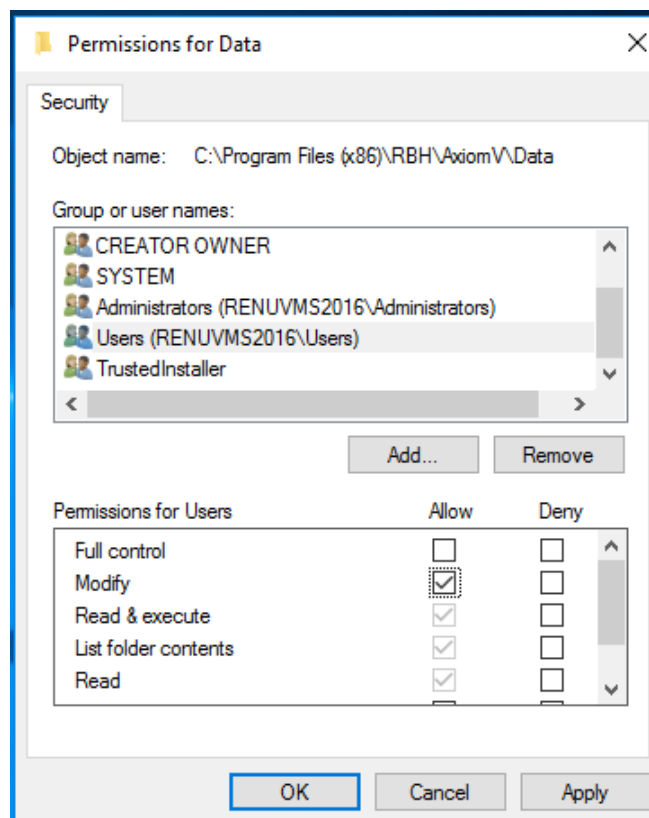 Permissions for Data
Security
Object name: C:\Program Files (x86)\RBH\AxiomV\Data
Group or user names:
CREATOR OWNER
SYSTEM
Administrators (RENUVMS2016\Administrators)
Users (RENUVMS2016\Users)
TrustedInstaller
Add... Remove
Permissions for Users Allow Deny
Full control
Modify
Read & execute
List folder contents
Read
OK Cancel Apply